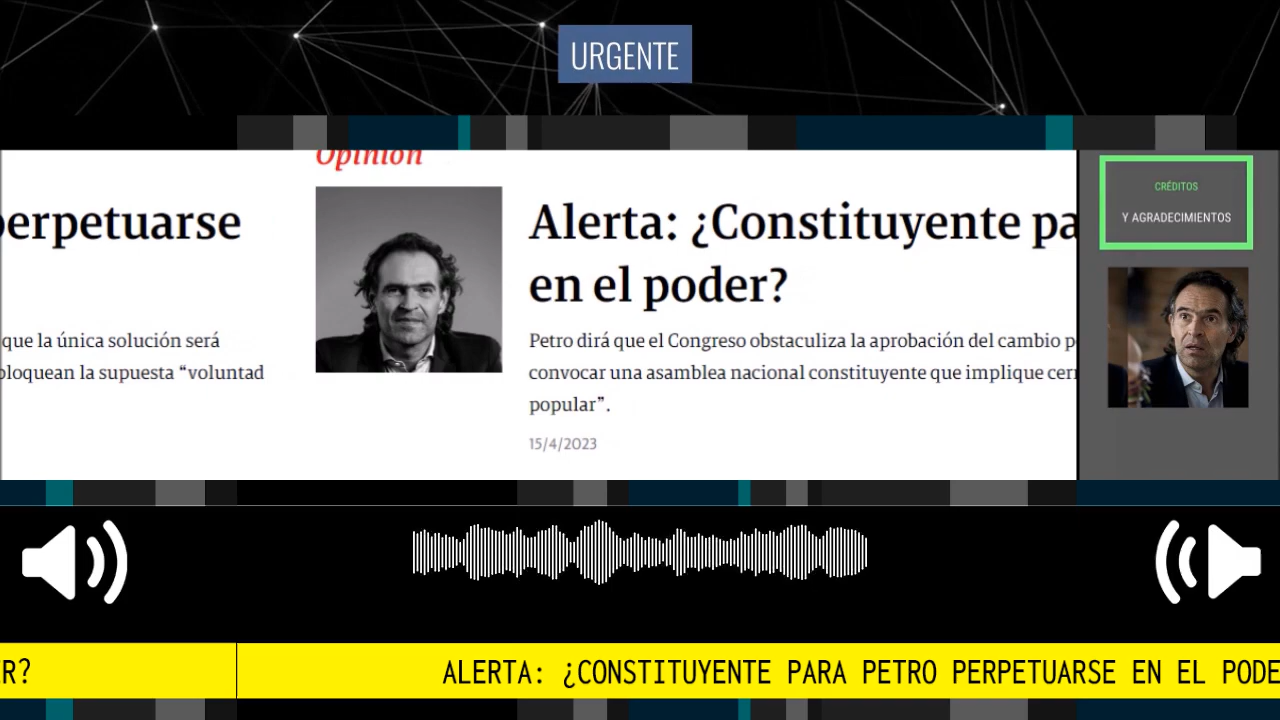 URGENTE
Opinión
perpetuarse
que la única solución será
bloquean la supuesta “voluntad
Alerta: ¿Constituyente pa
en el poder?
Petro dirá que el Congreso obstaculiza la aprobación del cambio p
convocar una asamblea nacional constituyente que implique cerr
popular”.
15/4/2023
CRÉDITOS
Y AGRADECIMIENTOS
R?
ALERTA: ¿CONSTITUYENTE PARA PETRO PERPETUARSE EN EL PODE